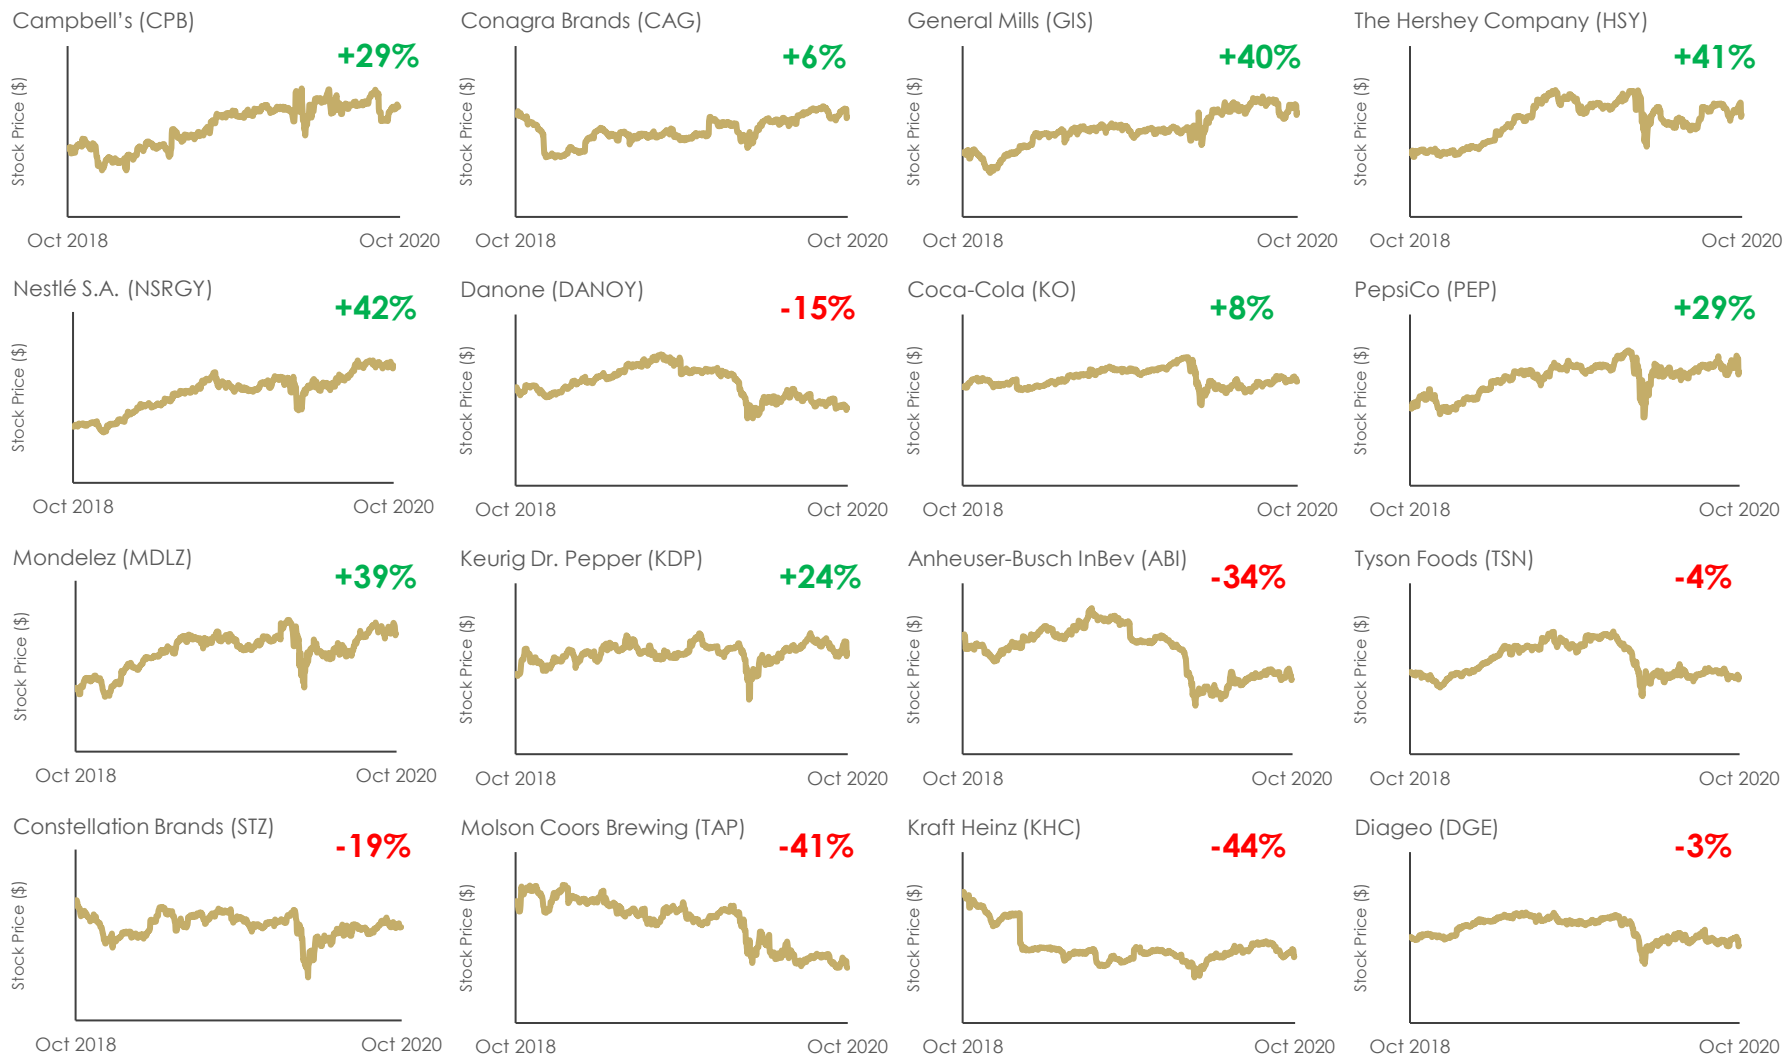 Campbell's (CPB)
+29%
Stock Price ($)
Oct 2018
Oct 2020
Conagra Brands (CAG)
+6%
Stock Price ($)
Oct 2018
Oct 2020
General Mills (GIS)
+40%
Stock Price ($)
Oct 2018
Oct 2020
The Hershey Company (HSY)
+41%
Stock Price ($)
Oct 2018
Oct 2020
Nestlé S.A. (NSRGY)
+42%
Stock Price ($)
Oct 2018
Oct 2020
Danone (DANOY)
-15%
Stock Price ($)
Oct 2018
Oct 2020
Coca-Cola (KO)
+8%
Stock Price ($)
Oct 2018
Oct 2020
PepsiCo (PEP)
+29%
Stock Price ($)
Oct 2018
Oct 2020
Mondelez (MDLZ)
+39%
Stock Price ($)
Oct 2018
Oct 2020
Keurig Dr. Pepper (KDP)
+24%
Stock Price ($)
Oct 2018
Oct 2020
Anheuser-Busch InBev (ABI)
-34%
Stock Price ($)
Oct 2018
Oct 2020
Tyson Foods (TSN)
-4%
Stock Price ($)
Oct 2018
Oct 2020
Constellation Brands (STZ)
-19%
Stock Price ($)
Oct 2018
Oct 2020
Molson Coors Brewing (TAP)
-41%
Stock Price ($)
Oct 2018
Oct 2020
Kraft Heinz (KHC)
-44%
Stock Price ($)
Oct 2018
Oct 2020
Diageo (DGE)
-3%
Stock Price ($)
Oct 2018
Oct 2020